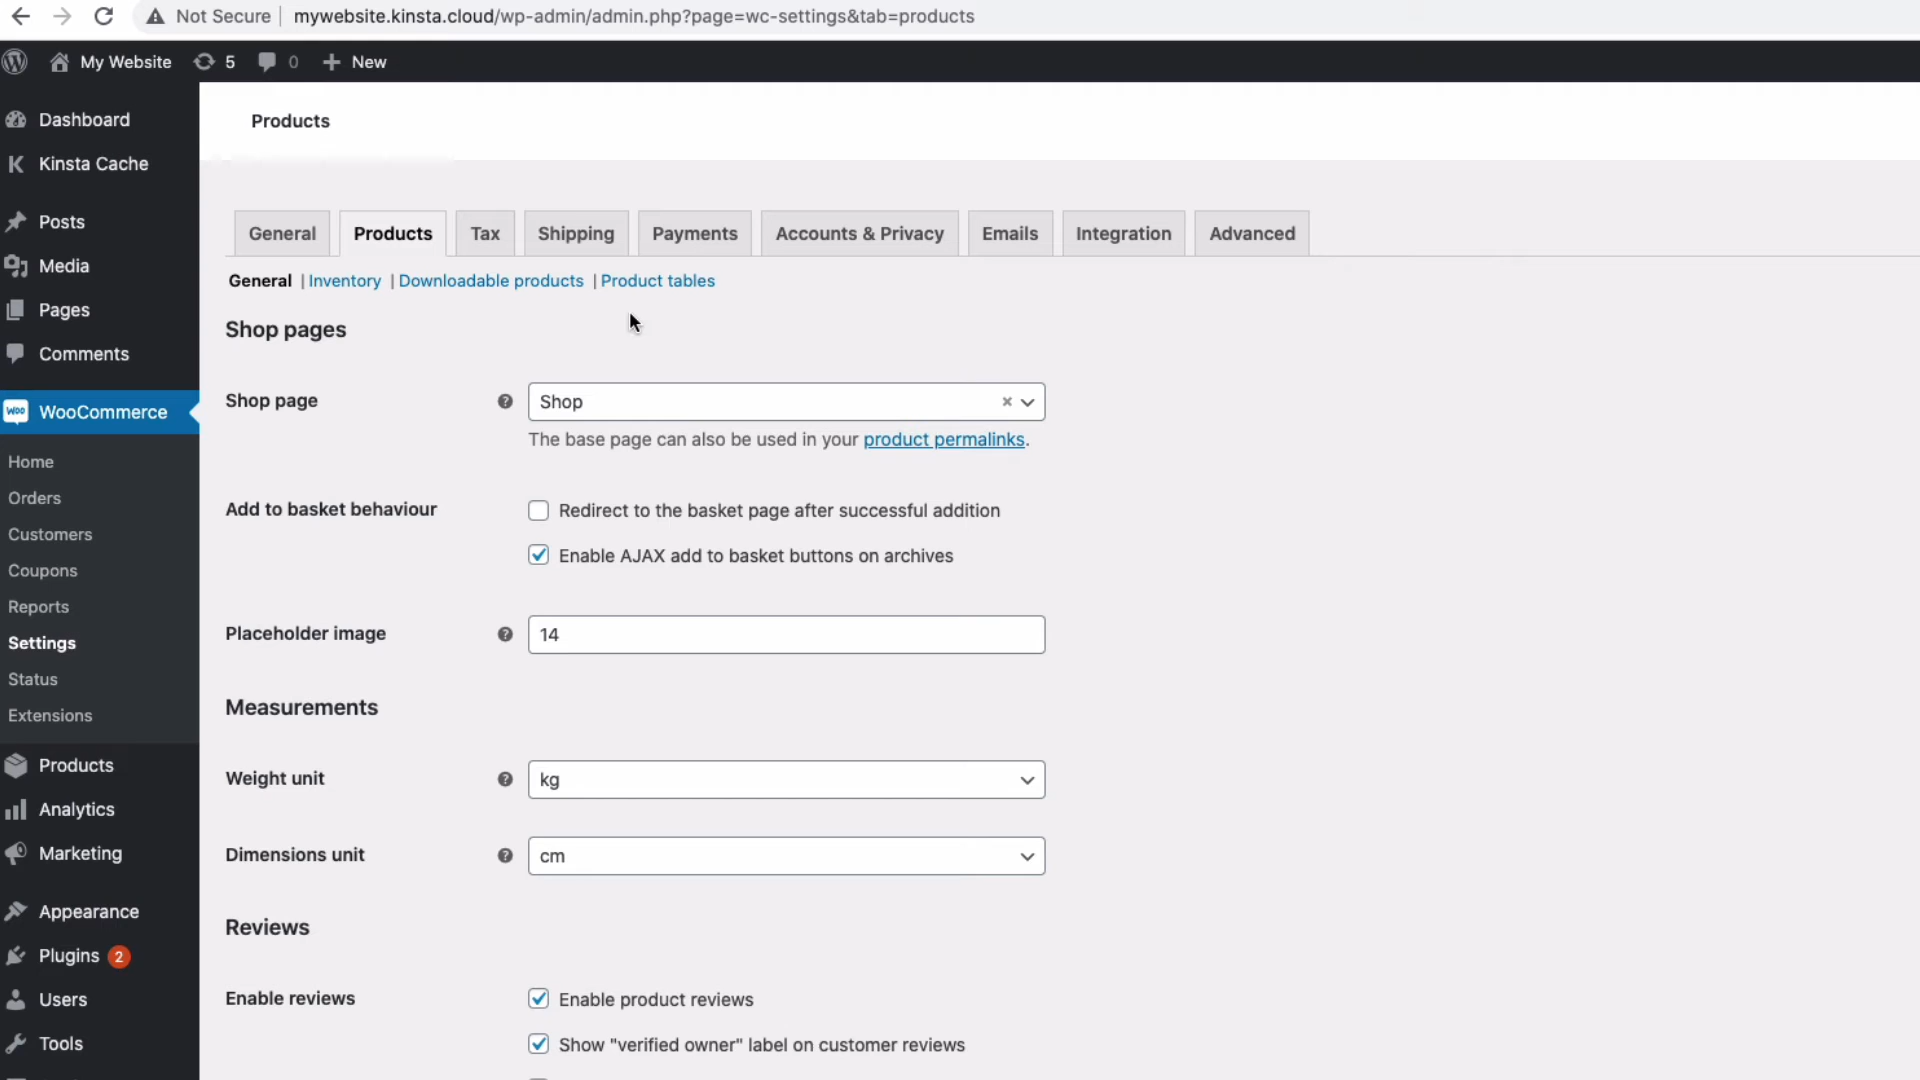 Not Secure mywebsite.kinsta.cloud/wp-admin/admin.php?page=wc-settings&tab=products
My Website 5 0 New
Dashboard
Kinsta Cache
Posts
Media
Pages
Comments
Woo WooCommerce
Home
Orders
Customers
Coupons
Reports
Settings
Status
Extensions
Products
Analytics
Marketing
Appearance
Plugins 2
Users
Tools
Products
General Products Tax Shipping Payments Accounts & Privacy Emails Integration Advanced
General | Inventory | Downloadable products | Product tables
Shop pages
Shop page Shop
The base page can also be used in your product permalinks.
Add to basket behaviour Redirect to the basket page after successful addition
Enable AJAX add to basket buttons on archives
Placeholder image 14
Measurements
Weight unit kg
Dimensions unit cm
Reviews
Enable reviews Enable product reviews
Show "verified owner" label on customer reviews